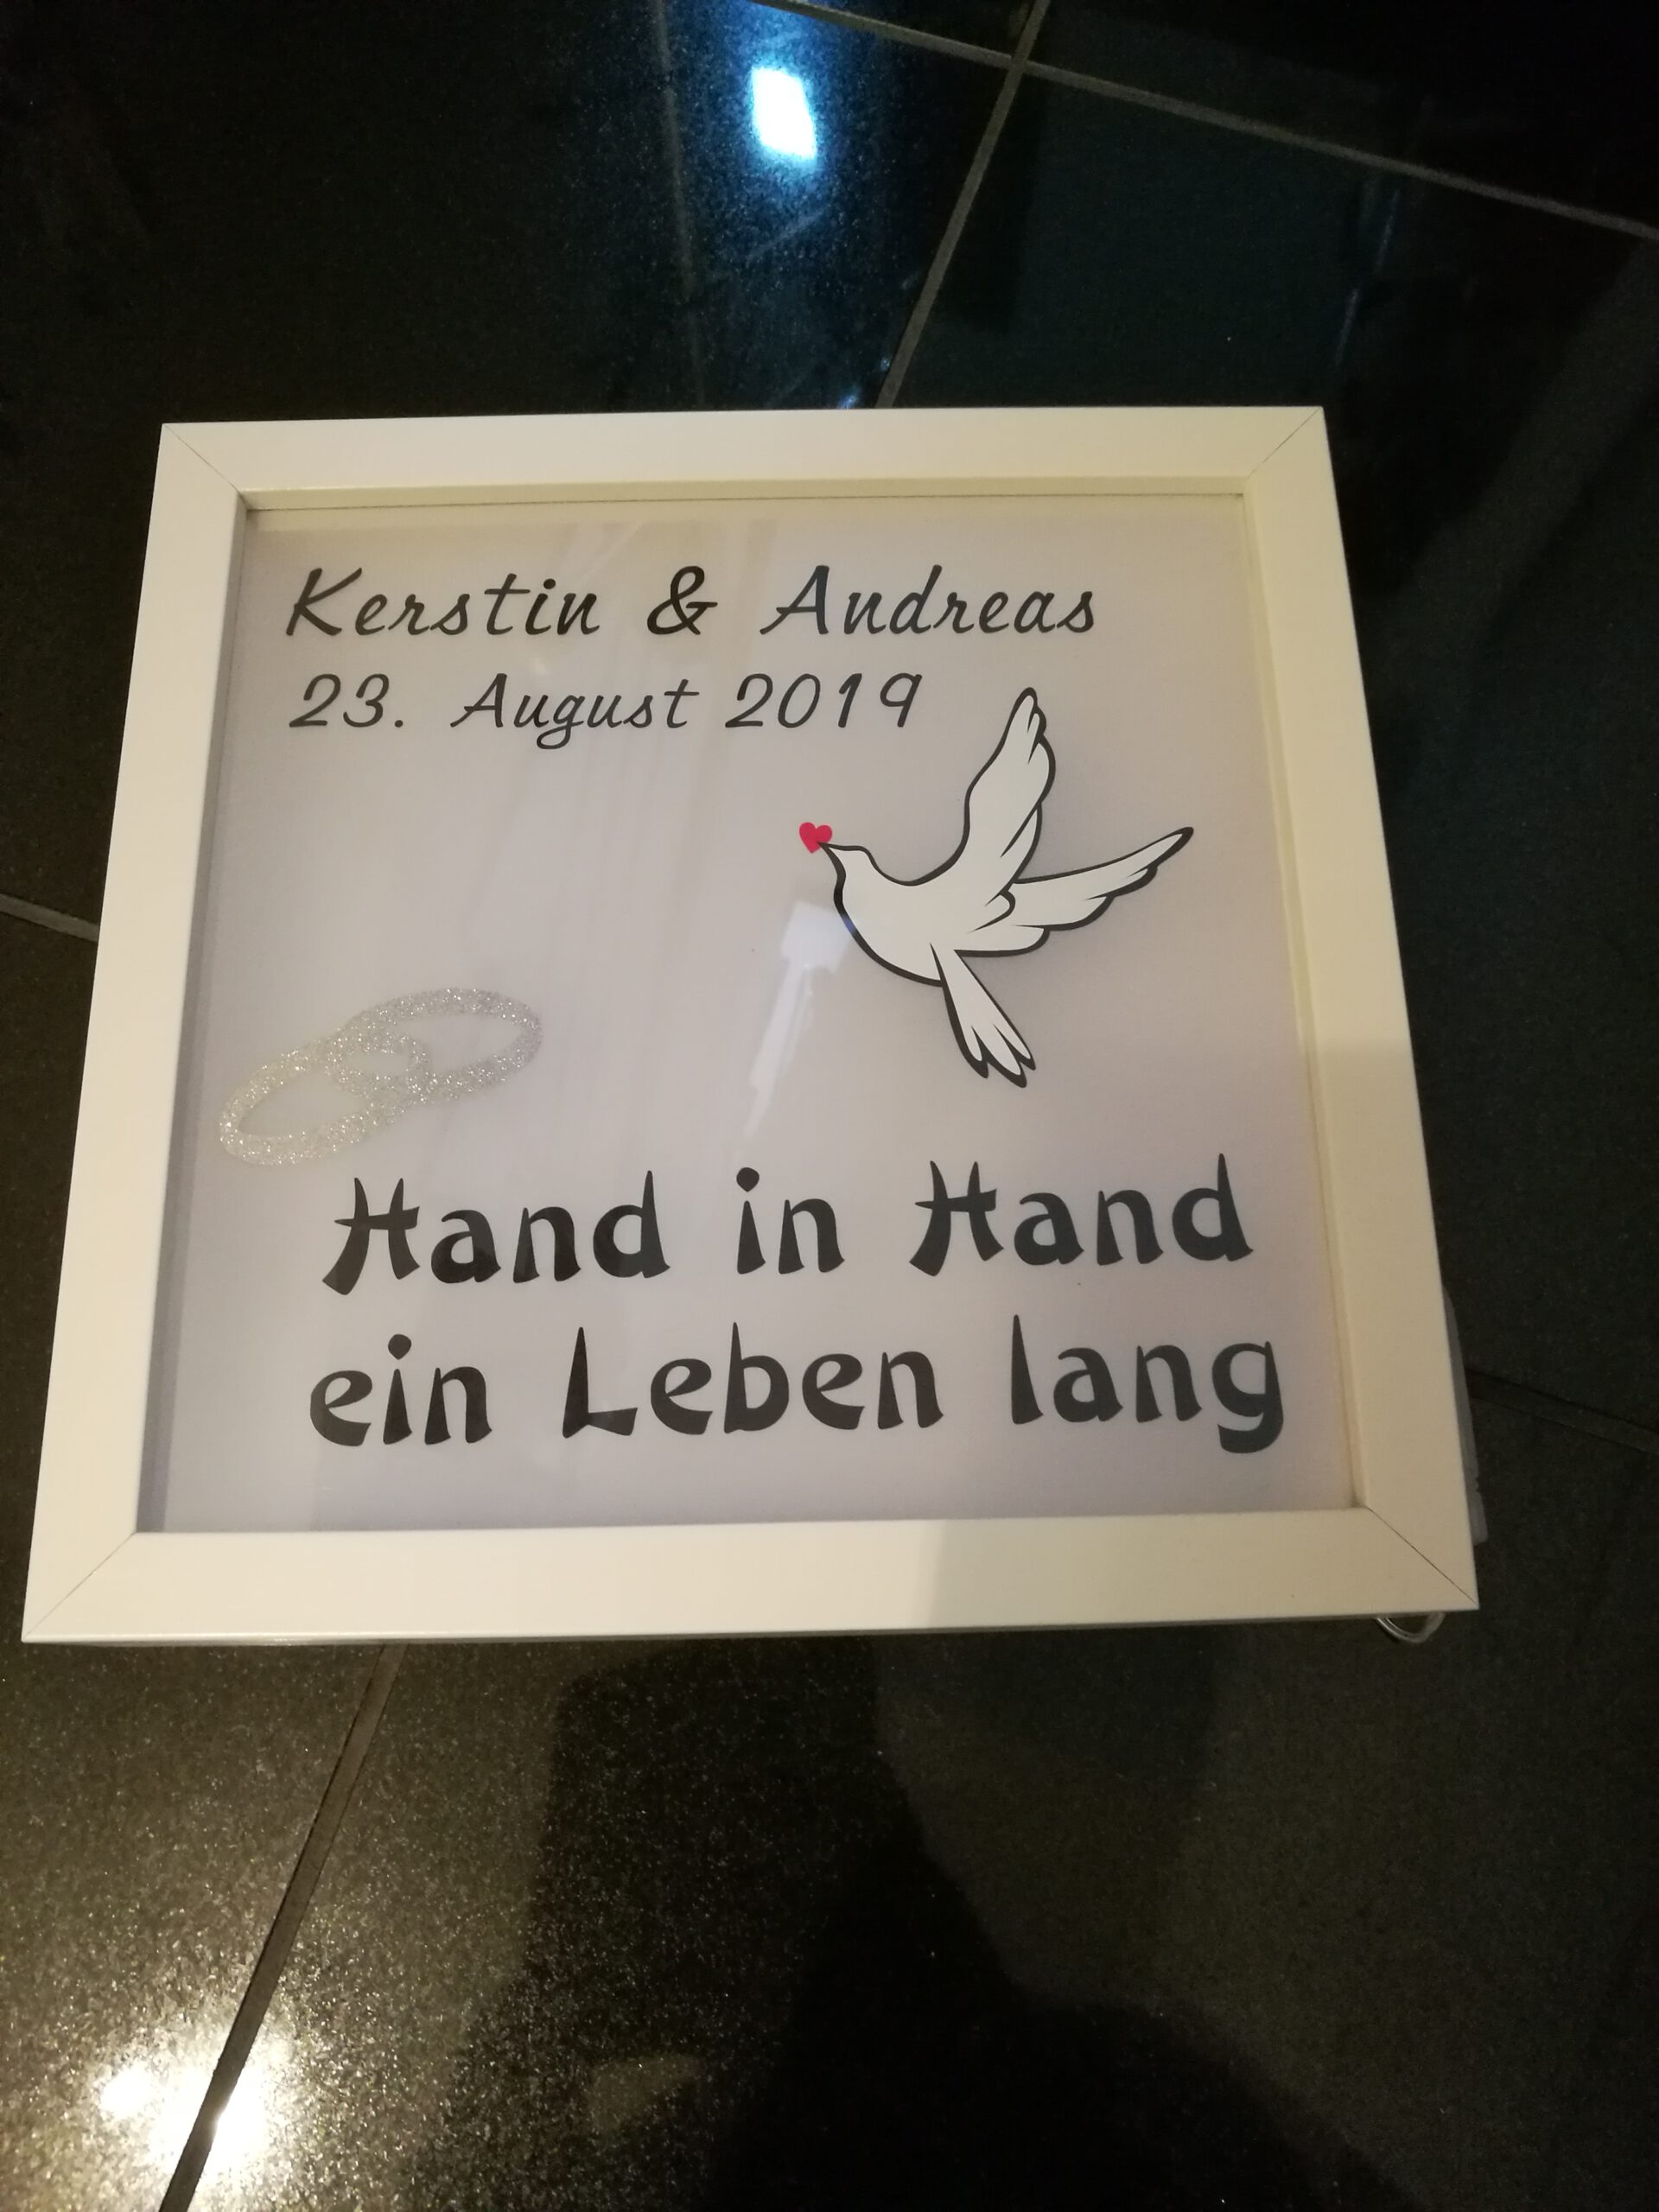 Kerstin & Andreas
23. August 2019
Hand in Hand
ein Leben lang